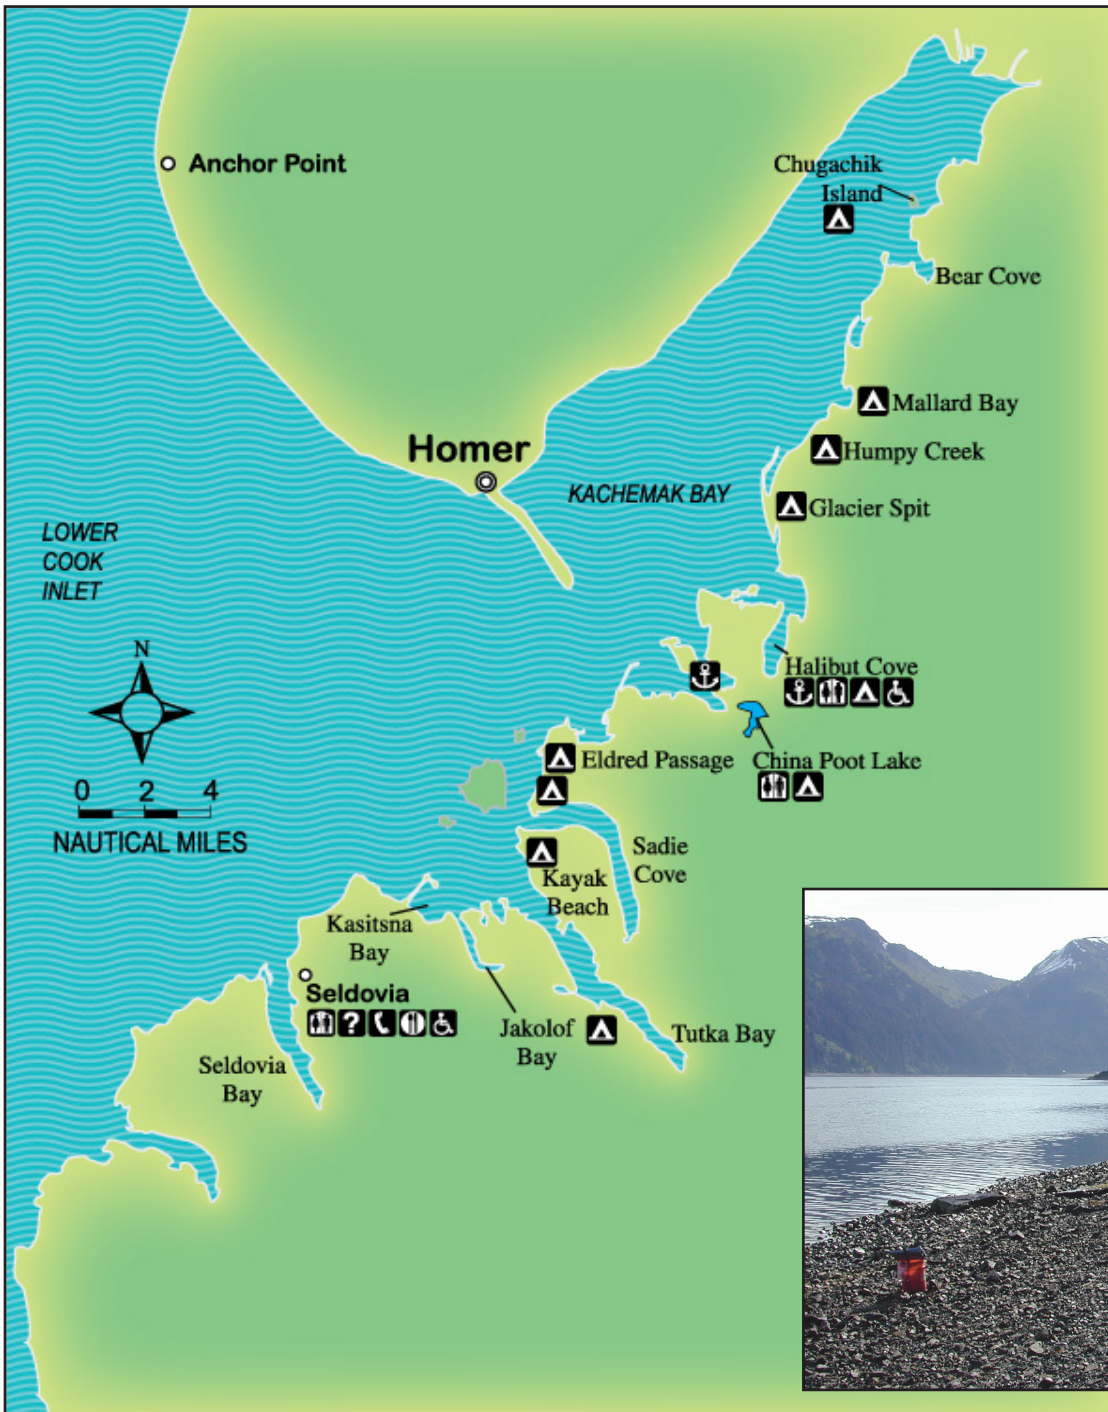 Anchor Point
Chugachik
Island
Bear Cove
Mallard Bay
Homer
Humpy Creek
KACHEMAK BAY
Glacier Spit
LOWER
COOK
INLET
N
Halibut Cove
Eldred Passage
China Poot Lake
0 2 4
NAUTICAL MILES
Sadie
Cove
Kayak
Beach
Kasitsna
Bay
Seldovia
?
Jakolof
Bay
Tutka Bay
Seldovia
Bay